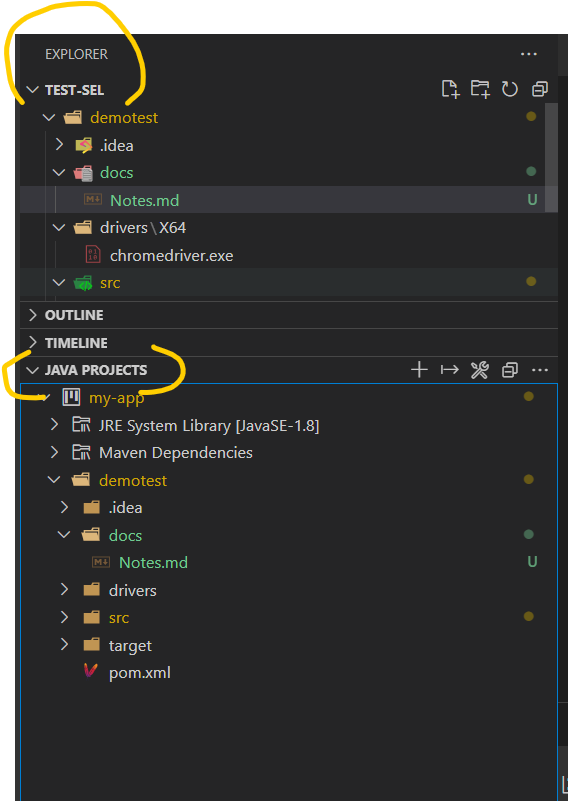 EXPLORER
TEST-SEL
demotest
.idea
docs
Notes.md U
drivers\X64
chromedriver.exe
src
OUTLINE
TIMELINE
JAVA PROJECTS
my-app
JRE System Library [JavaSE-1.8]
Maven Dependencies
demotest
.idea
docs
Notes.md U
drivers
src
target
pom.xml